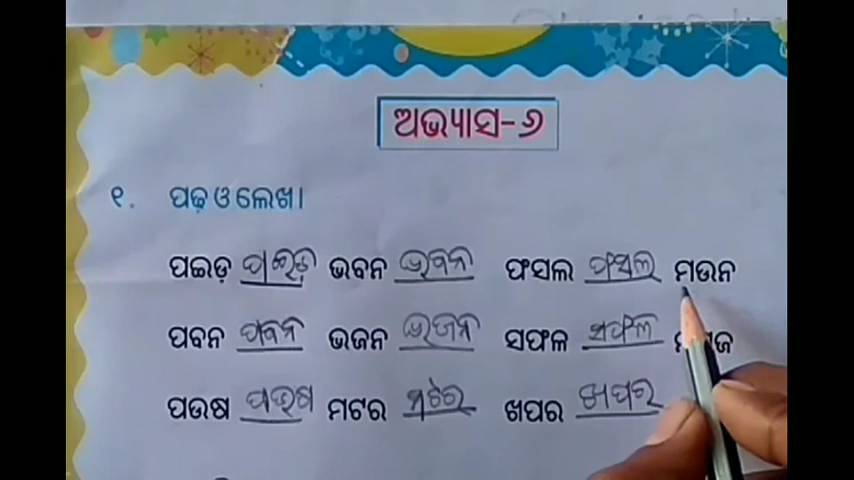 ଅଭ୍ୟାସ-୬
୧. ପଢ଼ ଓ ଲେଖ।
ପଇଡ଼ ପଇଡ଼ ଭବନ ଭବନ ଫସଲ ଫସଲ ମଉନ
ପବନ ପବନ ଭଜନ ଭଜନ ସଫଳ ସଫଳ
ପଉଷ ପଉଷ ମଟର ମଟର ଖପର ଖପର